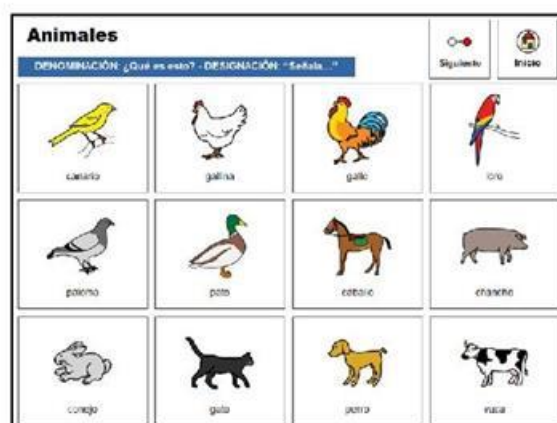 Animales
DENOMINACIÓN: ¿Qué es esto? - DESIGNACIÓN: "Señala..."
Siguiente
Inicio
canario
gallina
gallo
loro
paloma
pato
caballo
chancho
conejo
gato
perro
vaca